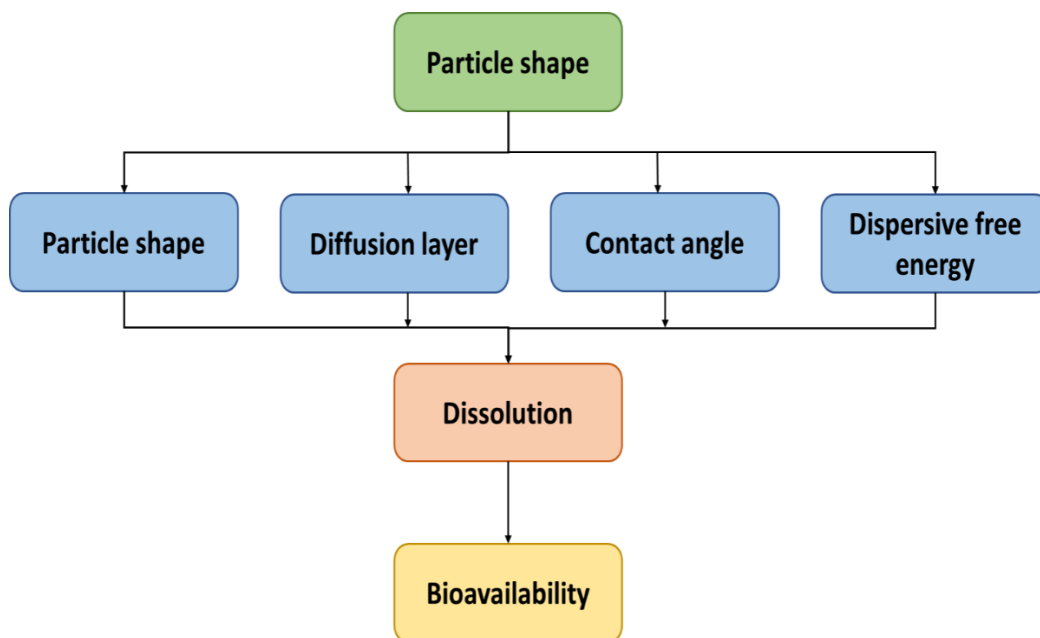 Particle shape
Particle shape
Diffusion layer
Contact angle
Dispersive free
energy
Dissolution
Bioavailability